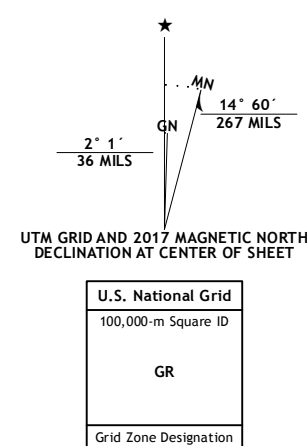 ★
MN
GN
14° 60´
267 MILS
2° 1´
36 MILS
UTM GRID AND 2017 MAGNETIC NORTH
DECLINATION AT CENTER OF SHEET
U.S. National Grid
100,000-m Square ID
GR
Grid Zone Designation